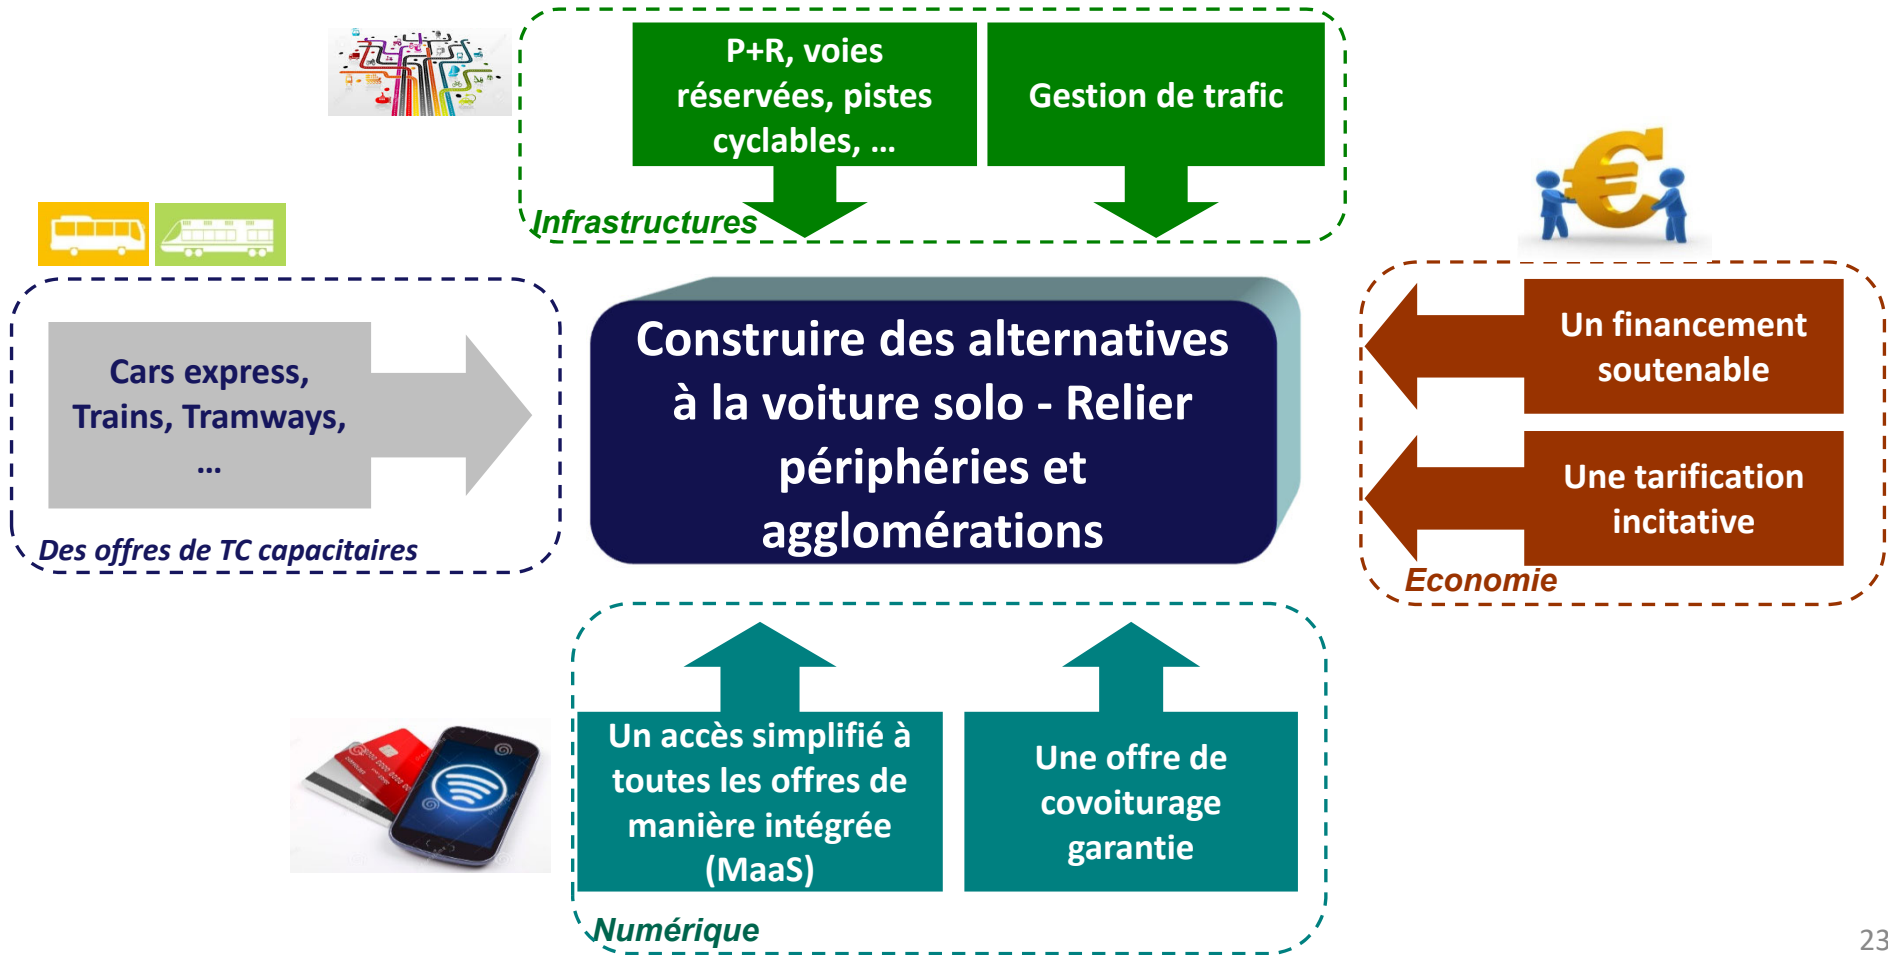 P+R, voies
réservées, pistes
cyclables, ...
Gestion de trafic
Infrastructures
Cars express,
Trains, Tramways,
...
Des offres de TC capacitaires
Construire des alternatives
à la voiture solo - Relier
périphéries et
agglomérations
Un financement
soutenable
Une tarification
incitative
Economie
Un accès simplifié à
toutes les offres de
manière intégrée
(MaaS)
Une offre de
covoiturage
garantie
Numérique
23